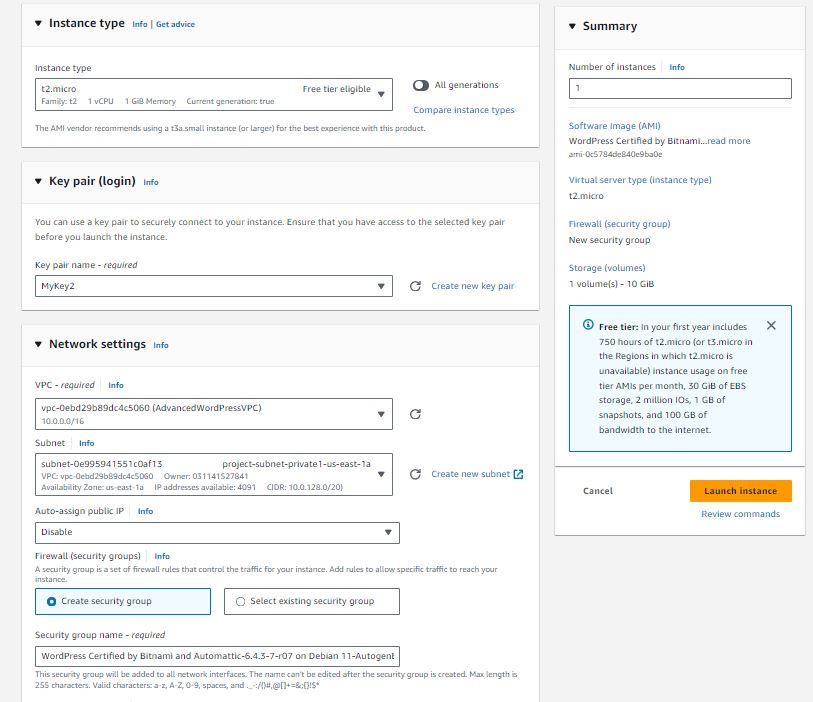 Instance type Info | Get advice
Instance type
t2.micro Free tier eligible
Family: t2 1 vCPU 1 GiB Memory Current generation: true
All generations
Compare instance types
The AMI vendor recommends using a t3a.small instance (or larger) for the best experience with this product.
Key pair (login) Info
You can use a key pair to securely connect to your instance. Ensure that you have access to the selected key pair
before you launch the instance.
Key pair name - required
MyKey2
Create new key pair
Network settings Info
VPC - required Info
vpc-0ebd29b89dc4c5060 (AdvancedWordPressVPC)
10.0.0.0/16
Subnet Info
subnet-0e995941551c0af13 project-subnet-private1-us-east-1a
VPC: vpc-0ebd29b89dc4c5060 Owner: 031141527841
Availability Zone: us-east-1a IP addresses available: 4091 CIDR: 10.0.128.0/20)
Create new subnet
Auto-assign public IP Info
Disable
Firewall (security groups) Info
A security group is a set of firewall rules that control the traffic for your instance. Add rules to allow specific traffic to reach your
instance.
Create security group
Select existing security group
Security group name - required
WordPress Certified by Bitnami and Automattic-6.4.3-7-r07 on Debian 11-Autogen
This security group will be added to all network interfaces. The name can't be edited after the security group is created. Max length is
255 characters. Valid characters: a-z, A-Z, 0-9, spaces, and ._-:/()#,@[]+=&;{}!$*
Summary
Number of instances Info
1
Software Image (AMI)
WordPress Certified by Bitnami...read more
ami-0c5784de840e9ba0e
Virtual server type (instance type)
t2.micro
Firewall (security group)
New security group
Storage (volumes)
1 volume(s) - 10 GiB
Free tier: In your first year includes
750 hours of t2.micro (or t3.micro in
the Regions in which t2.micro is
unavailable) instance usage on free
tier AMIs per month, 30 GiB of EBS
storage, 2 million IOs, 1 GB of
snapshots, and 100 GB of
bandwidth to the internet.
Cancel
Launch instance
Review commands